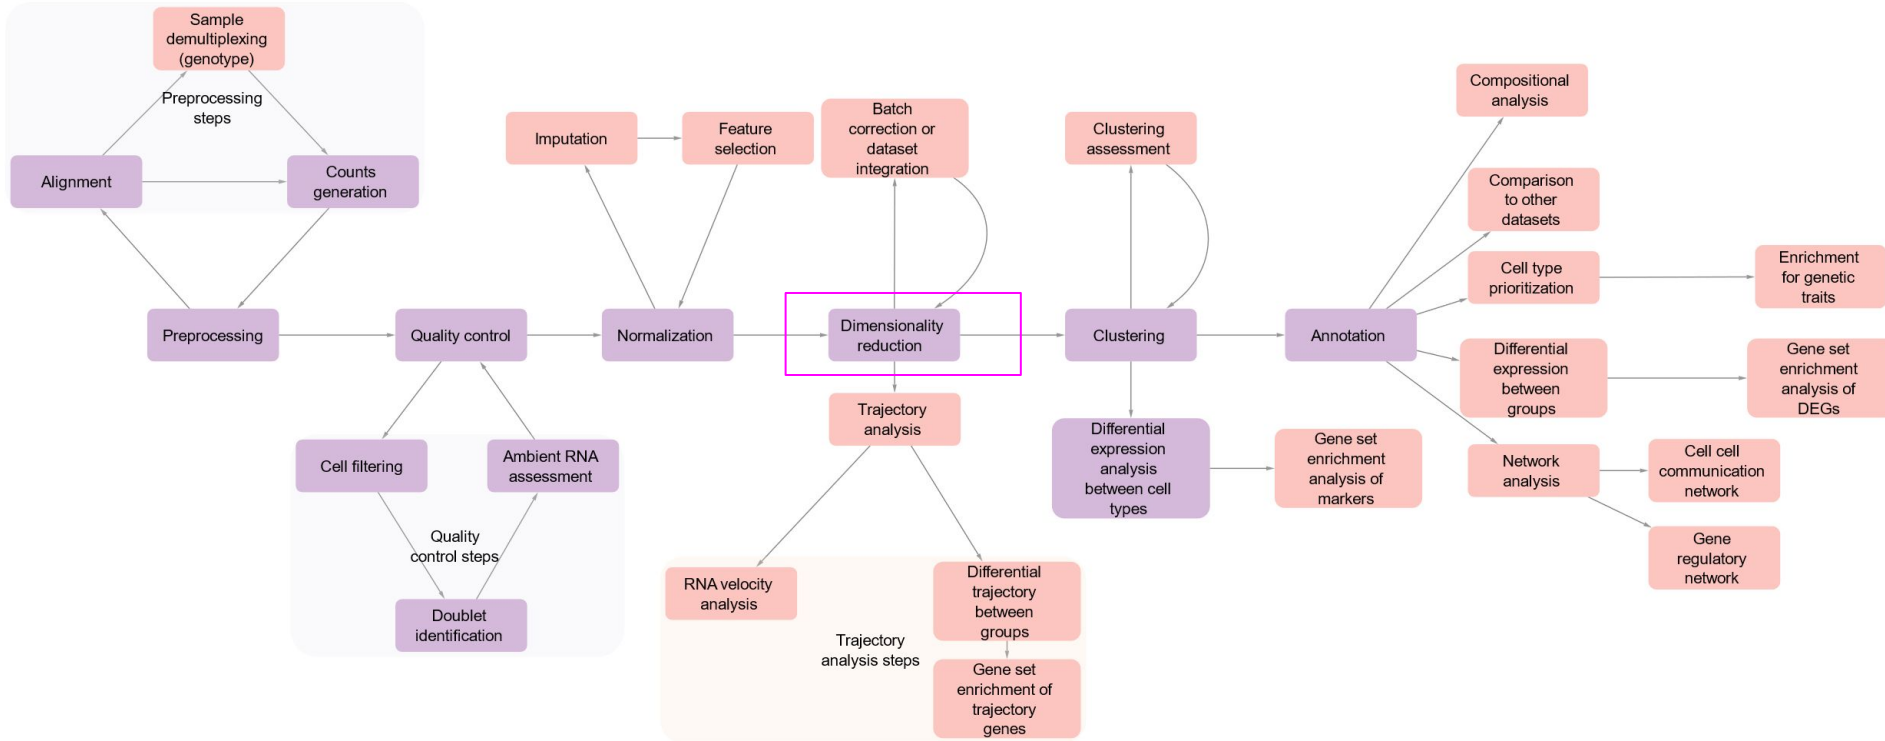 Sample
demultiplexing
(genotype)
Preprocessing
steps
Alignment
Counts
generation
Preprocessing
Quality control
Cell filtering
Ambient RNA
assessment
Quality
control steps
Doublet
identification
Imputation
Feature
selection
Normalization
Batch
correction or
dataset
integration
Dimensionality
reduction
Trajectory
analysis
RNA velocity
analysis
Trajectory
analysis steps
Differential
trajectory
between
groups
Gene set
enrichment of
trajectory
genes
Clustering
assessment
Clustering
Differential
expression
analysis
between cell
types
Gene set
enrichment
analysis of
markers
Annotation
Compositional
analysis
Comparison
to other
datasets
Cell type
prioritization
Enrichment
for genetic
traits
Differential
expression
between
groups
Gene set
enrichment
analysis of
DEGs
Network
analysis
Cell cell
communication
network
Gene
regulatory
network